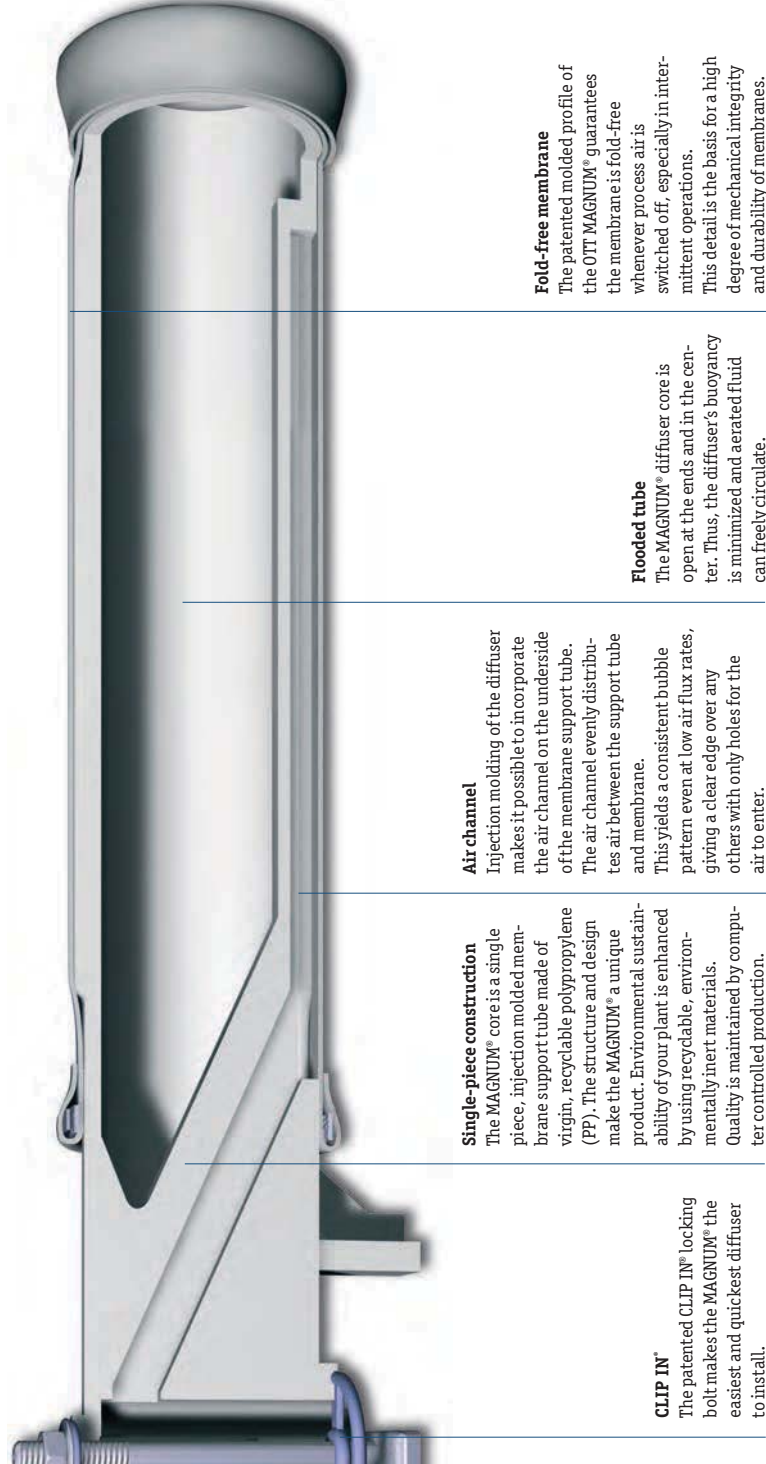 CLIP IN®
The patented CLIP IN® locking
bolt makes the MAGNUM® the
easiest and quickest diffuser
to install.
Single-piece construction
The MAGNUM® core is a single
piece, injection molded mem-
brane support tube made of
virgin, recyclable polypropylene
(PP). The structure and design
make the MAGNUM® a unique
product. Environmental sustain-
ability of your plant is enhanced
by using recyclable, environ-
mentally inert materials.
Quality is maintained by compu-
ter controlled production.
Air channel
Injection molding of the diffuser
makes it possible to incorporate
the air channel on the underside
of the membrane support tube.
The air channel evenly distribu-
tes air between the support tube
and membrane.
This yields a consistent bubble
pattern even at low air flux rates,
giving a clear edge over any
others with only holes for the
air to enter.
Flooded tube
The MAGNUM® diffuser core is
open at the ends and in the cen-
ter. Thus, the diffuser's buoyancy
is minimized and aerated fluid
can freely circulate.
Fold-free membrane
The patented molded profile of
the OTT MAGNUM® guarantees
the membrane is fold-free
whenever process air is
switched off, especially in inter-
mittent operations.
This detail is the basis for a high
degree of mechanical integrity
and durability of membranes.